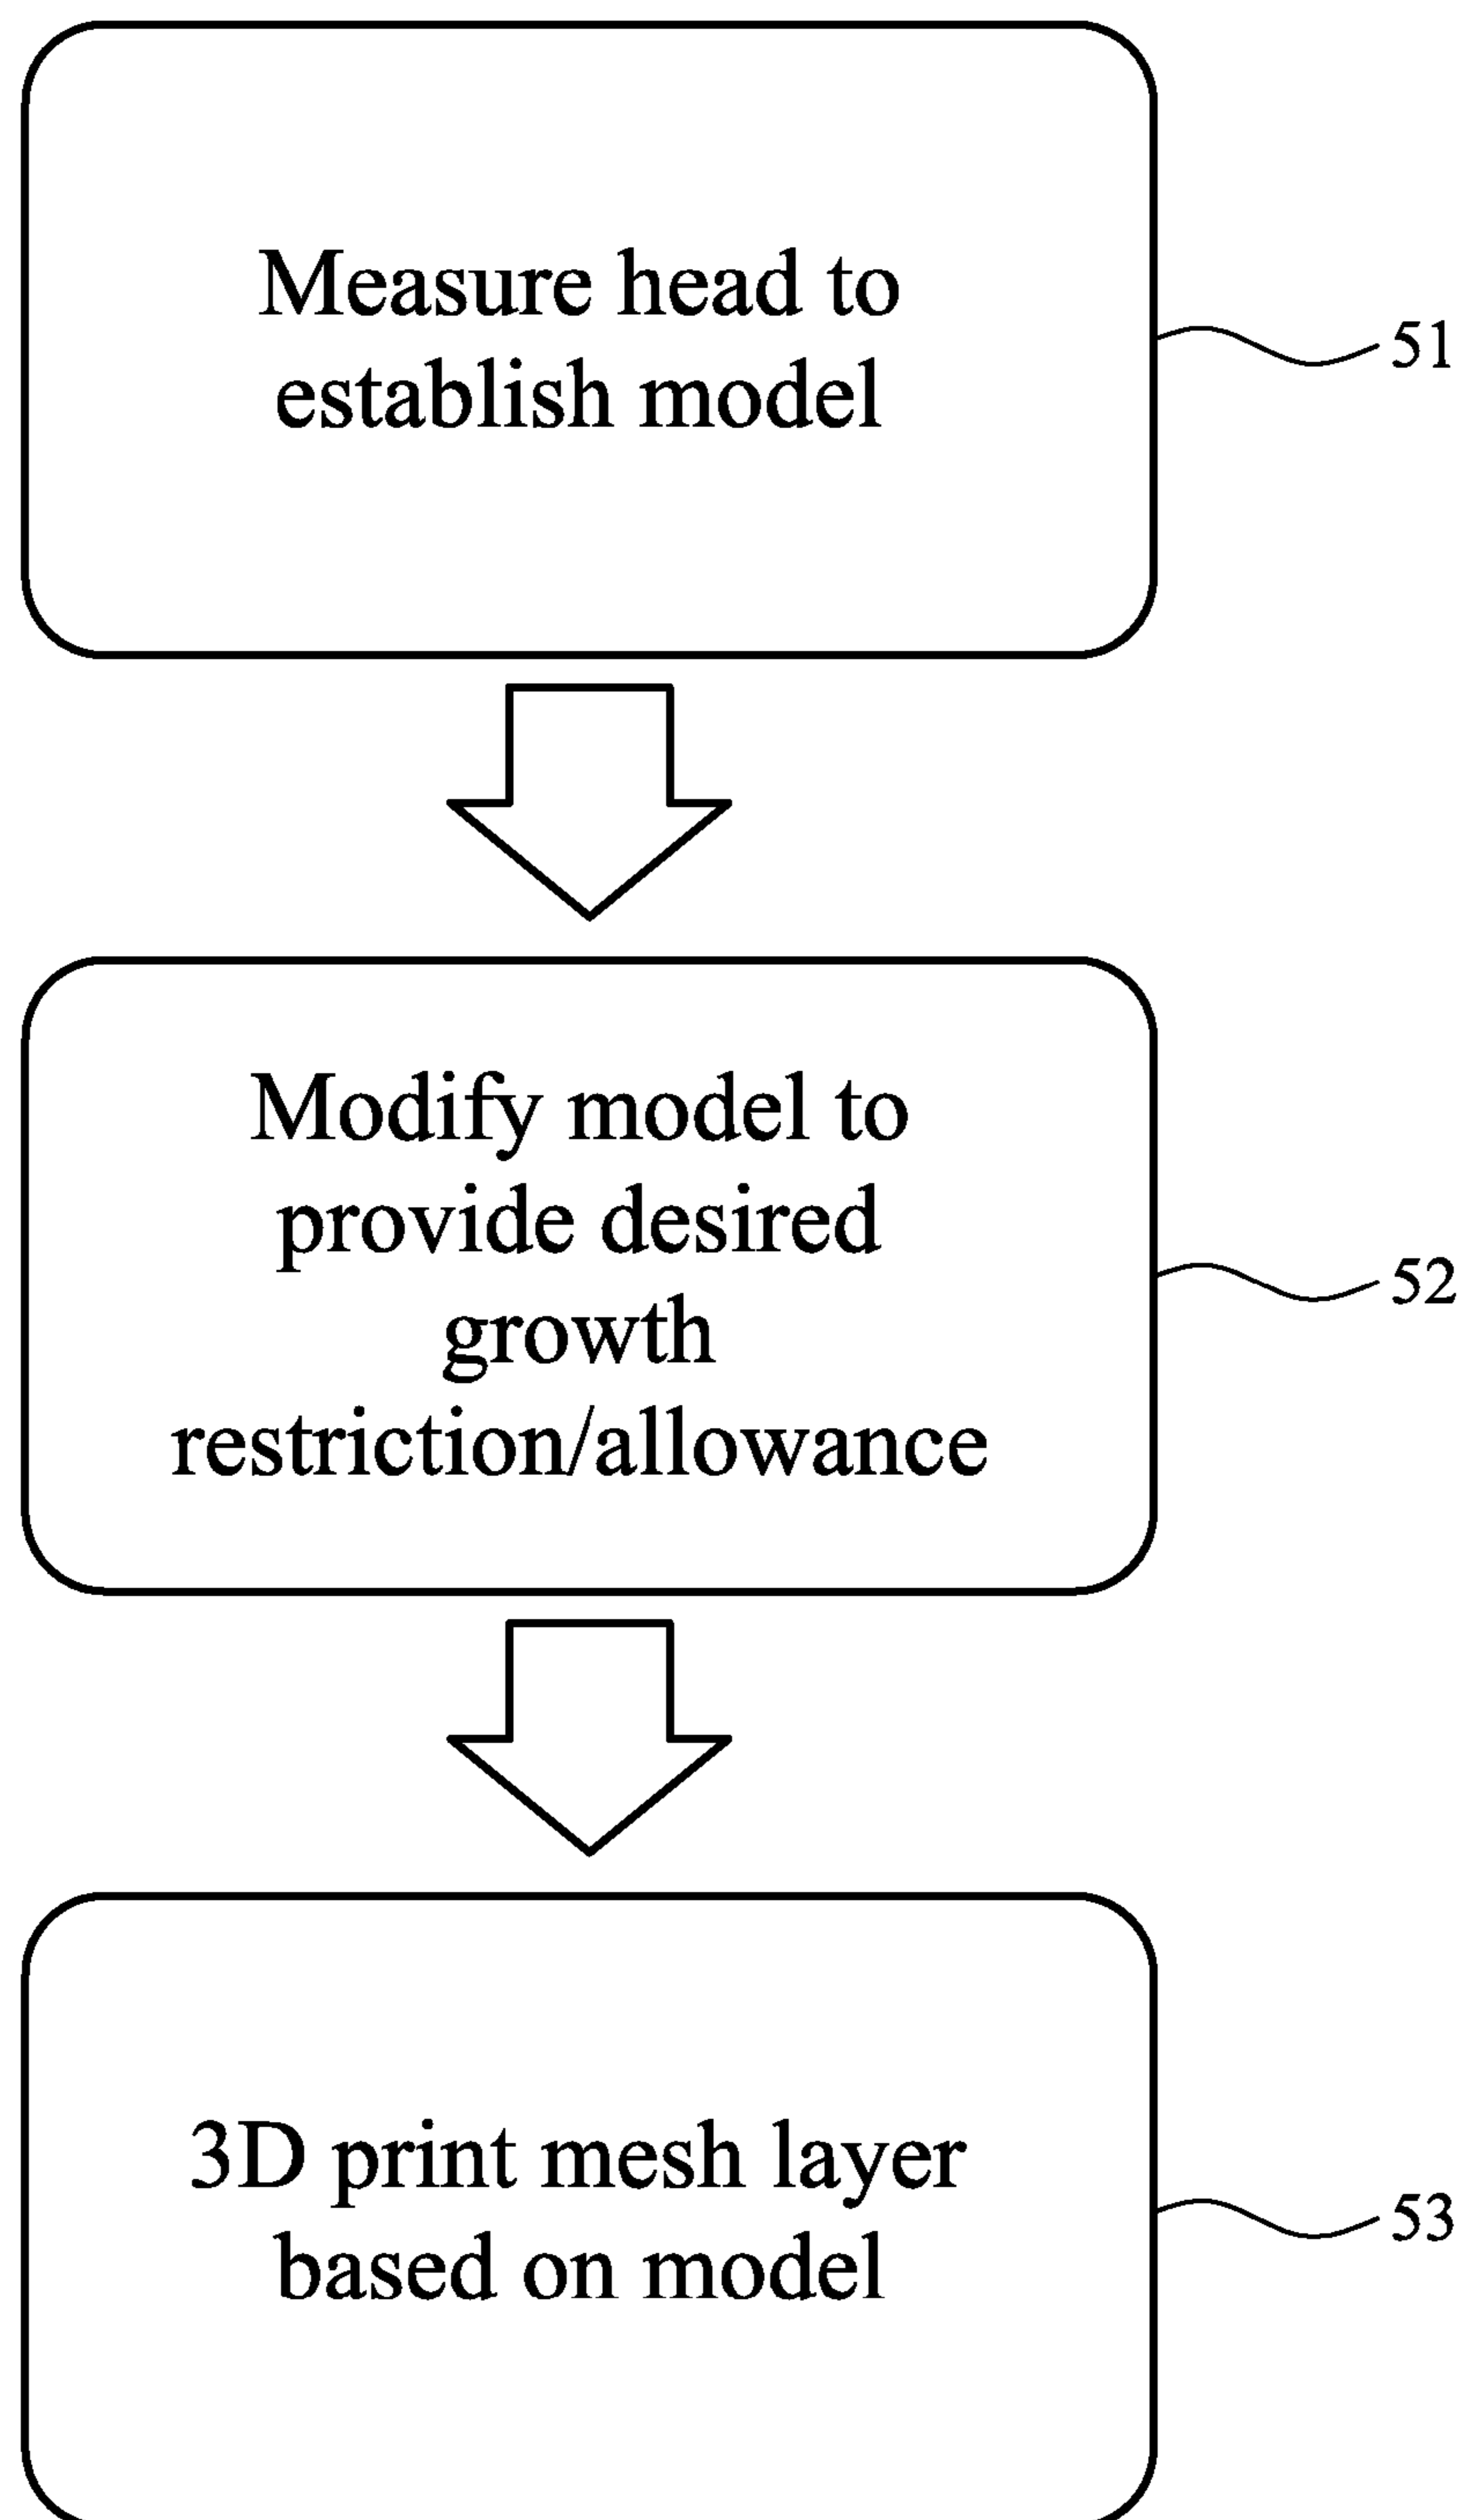 Measure head to
establish model
51
Modify model to
provide desired
growth
restriction/allowance
52
3D print mesh layer
based on model
53